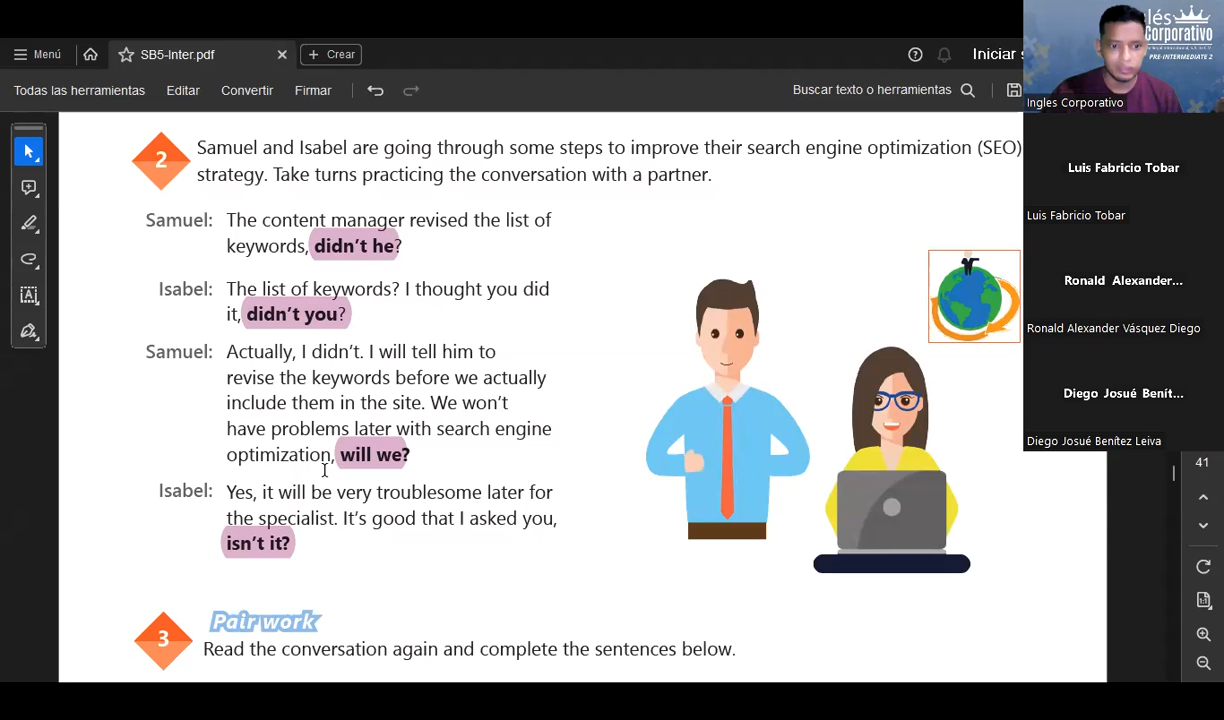 Menú
SB5-Inter.pdf
Crear
Iniciar s
Todas las herramientas
Editar
Convertir
Firmar
Buscar texto o herramientas
2
Samuel and Isabel are going through some steps to improve their search engine optimization (SEO)
strategy. Take turns practicing the conversation with a partner.
Samuel: The content manager revised the list of
keywords, didn't he?
Isabel: The list of keywords? I thought you did
it, didn't you?
Samuel: Actually, I didn't. I will tell him to
revise the keywords before we actually
include them in the site. We won't
have problems later with search engine
optimization, will we?
Isabel: Yes, it will be very troublesome later for
the specialist. It's good that I asked you,
isn't it?
3
Pair work
Read the conversation again and complete the sentences below.
41
1:1
lés
Corporativo
PRE-INTERMEDIATE 2
Ingles Corporativo
Luis Fabricio Tobar
Luis Fabricio Tobar
Ronald Alexander...
Ronald Alexander Vásquez Diego
Diego Josué Benít...
Diego Josué Benítez Leiva